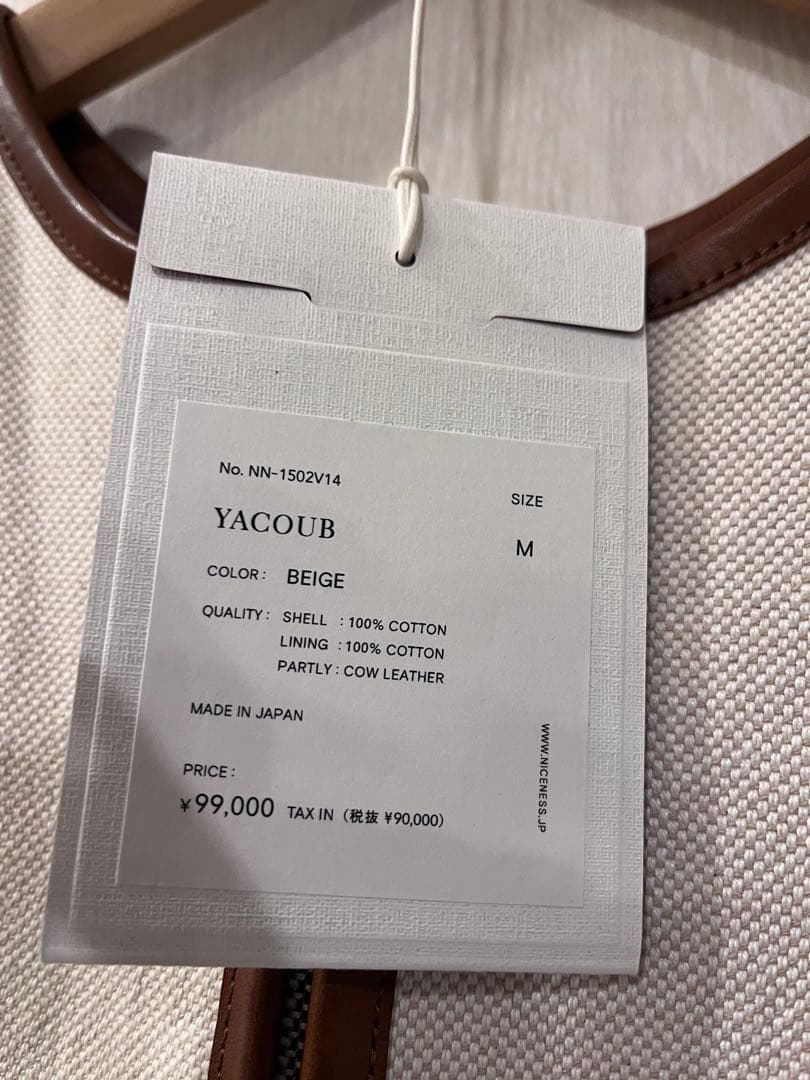 No. NN-1502V14
SIZE
YACOUB
M
COLOR : BEIGE
QUALITY : SHELL : 100% COTTON
LINING : 100% COTTON
PARTLY : COW LEATHER
MADE IN JAPAN
WWW.NICENESS.JP
PRICE :
¥99,000 TAX IN (税抜 ¥90,000)